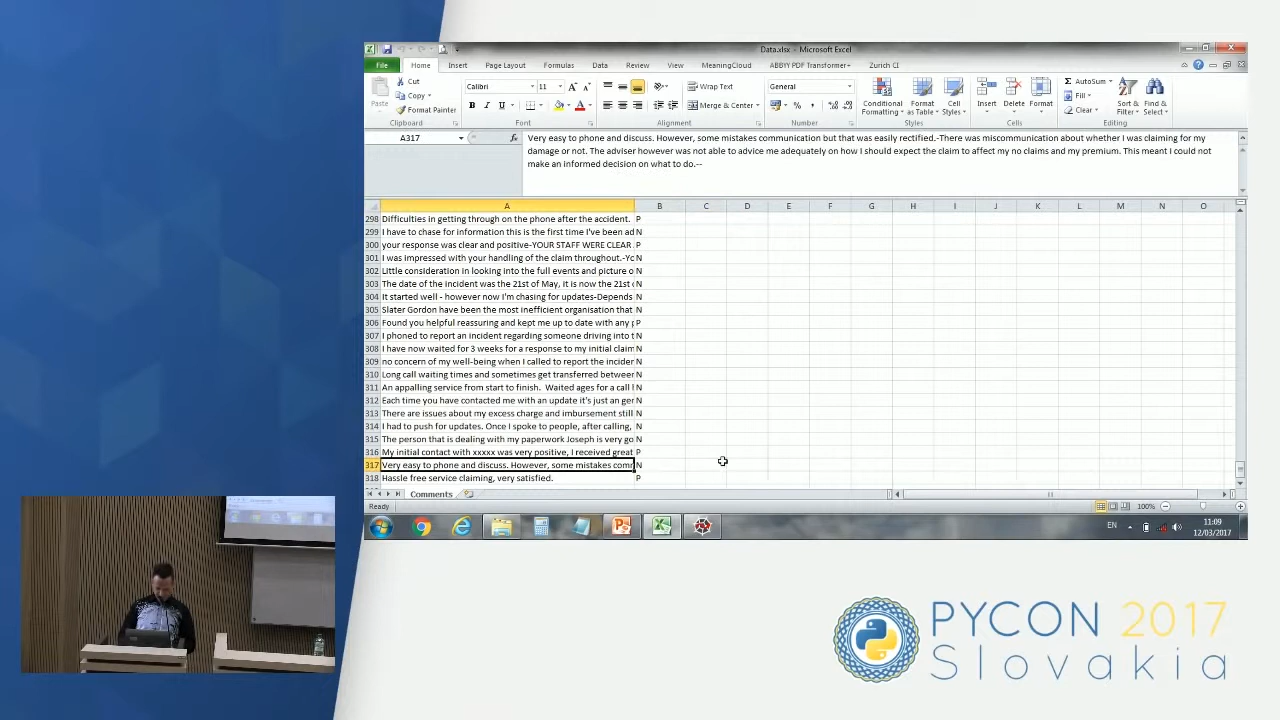 Data.xlsx - Microsoft Excel
File Home Insert Page Layout Formulas Data Review View MeaningCloud ABBYY PDF Transformer+ Zurich CI
Paste
Cut
Copy
Format Painter
Clipboard
Calibri 11
B I U
Font
Wrap Text
Merge & Center
Alignment
General
Number
Conditional Formatting
Format as Table
Cell Styles
Styles
Insert Delete Format
Cells
AutoSum
Fill
Clear
Sort & Filter
Find & Select
Editing
A317
fx
Very easy to phone and discuss. However, some mistakes communication but that was easily rectified.-There was miscommunication about whether I was claiming for my
damage or not. The adviser however was not able to advice me adequately on how I should expect the claim to affect my no claims and my premium. This meant I could not
make an informed decision on what to do.--
A B C D E F G H I J K L M N O
298 Difficulties in getting through on the phone after the accident. P
299 I have to chase for information this is the first time I've been ad N
300 your response was clear and positive-YOUR STAFF WERE CLEAR P
301 I was impressed with your handling of the claim throughout.-Yo N
302 Little consideration in looking into the full events and picture o N
303 The date of the incident was the 21st of May, it is now the 21st N
304 It started well - however now I'm chasing for updates-Depends N
305 Slater Gordon have been the most inefficient organisation that N
306 Found you helpful reassuring and kept me up to date with any P
307 I phoned to report an incident regarding someone driving into N
308 I have now waited for 3 weeks for a response to my initial claim N
309 no concern of my well-being when I called to report the incider N
310 Long call waiting times and sometimes get transferred between N
311 An appalling service from start to finish. Waited ages for a call N
312 Each time you have contacted me with an update it's just an ger N
313 There are issues about my excess charge and imbursement still N
314 I had to push for updates. Once I spoke to people, after calling, N
315 The person that is dealing with my paperwork Joseph is very go N
316 My initial contact with xxxxx was very positive, I received great P
317 Very easy to phone and discuss. However, some mistakes com N
318 Hassle free service claiming, very satisfied. P
Comments
Ready
100%
EN
11:09
12/03/2017
PYCON 2017
Slovakia